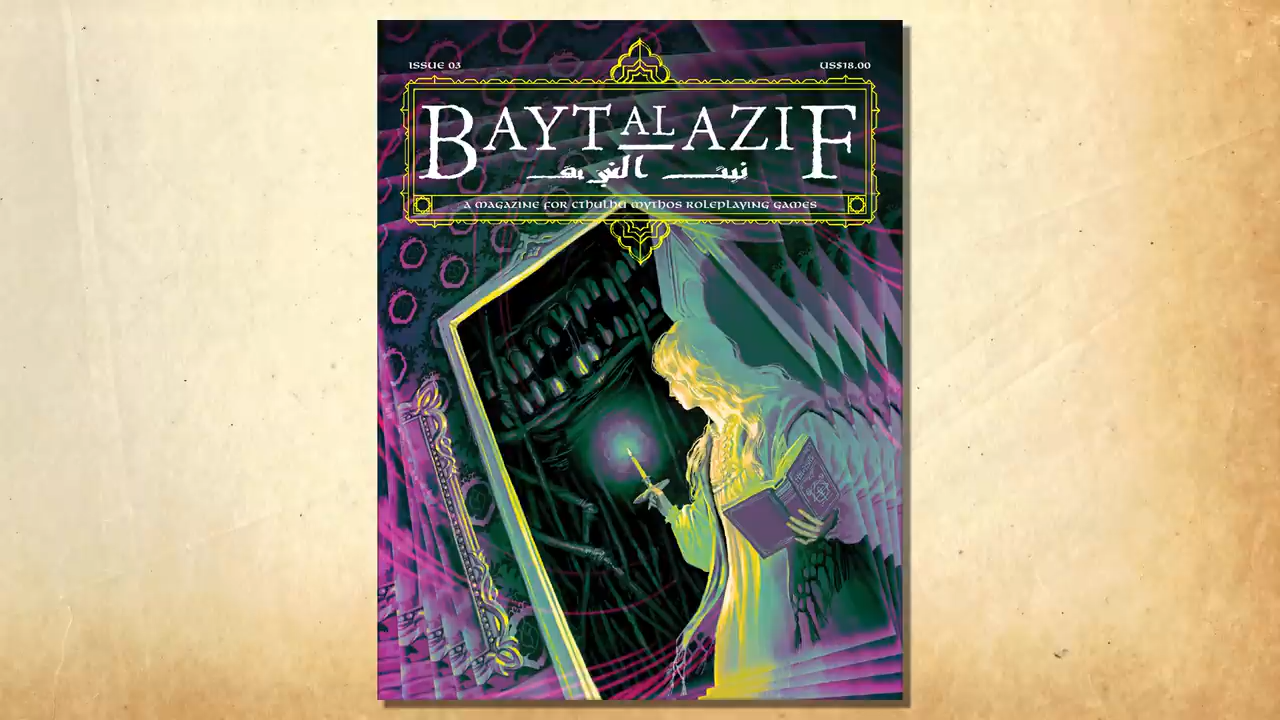 ISSUE 03
US$18.00
BAYT AL AZIF
بيت العزيف
A MAGAZINE FOR CTHULHU MYTHOS ROLEPLAYING GAMES